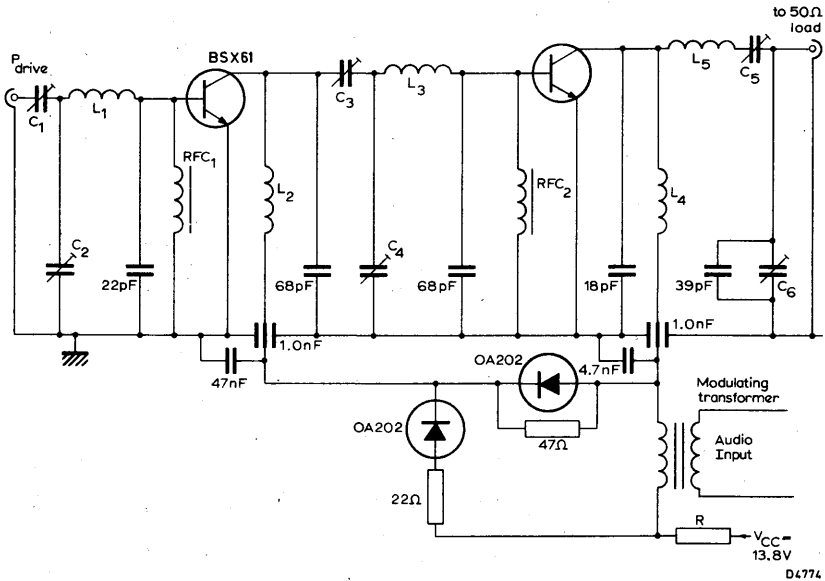 to 50Ω
load
BSX61
P drive
C1
L1
C3
L3
L5
C5
RFC1
L2
RFC2
L4
C2
22pF
68pF
C4
68pF
18pF
39pF
C6
1.0nF
1.0nF
47nF
OA202
4.7nF
OA202
47Ω
Modulating
transformer
Audio
Input
22Ω
R
VCC=
13.8V
D4774